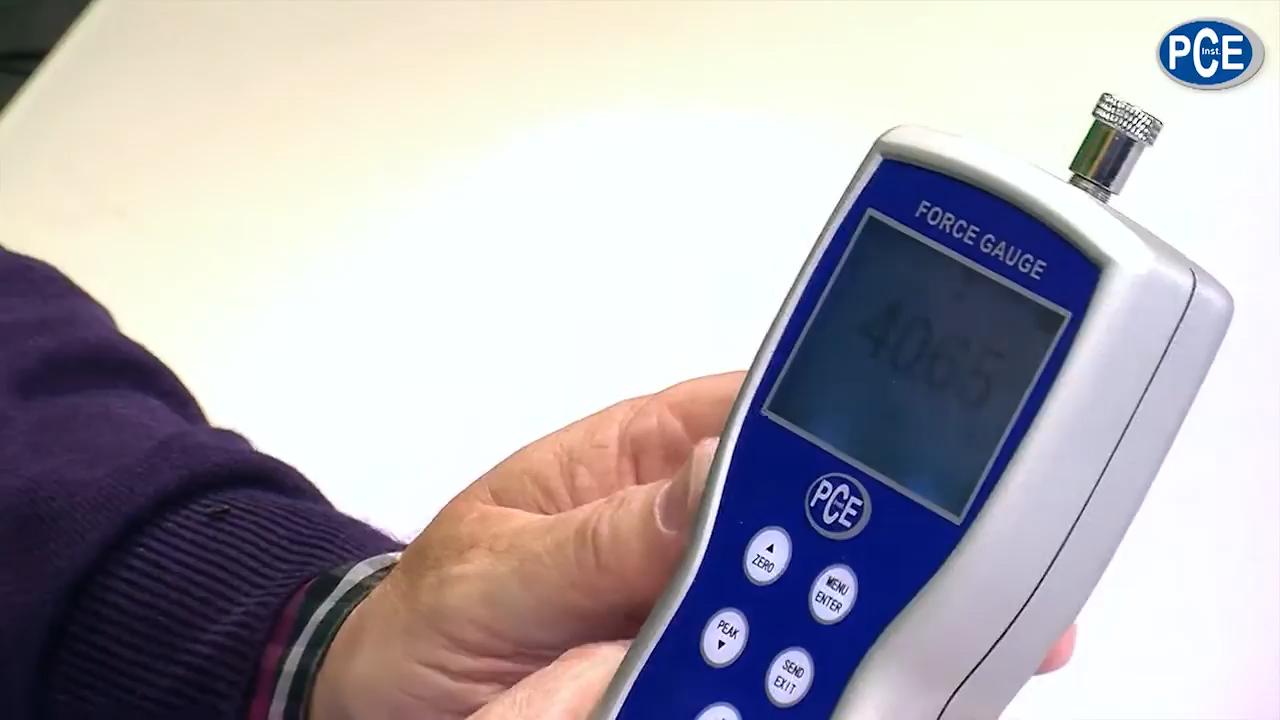 PCE
Inst.
FORCE GAUGE
4065
PCE
ZERO
MENU
ENTER
PEAK
SEND
EXIT